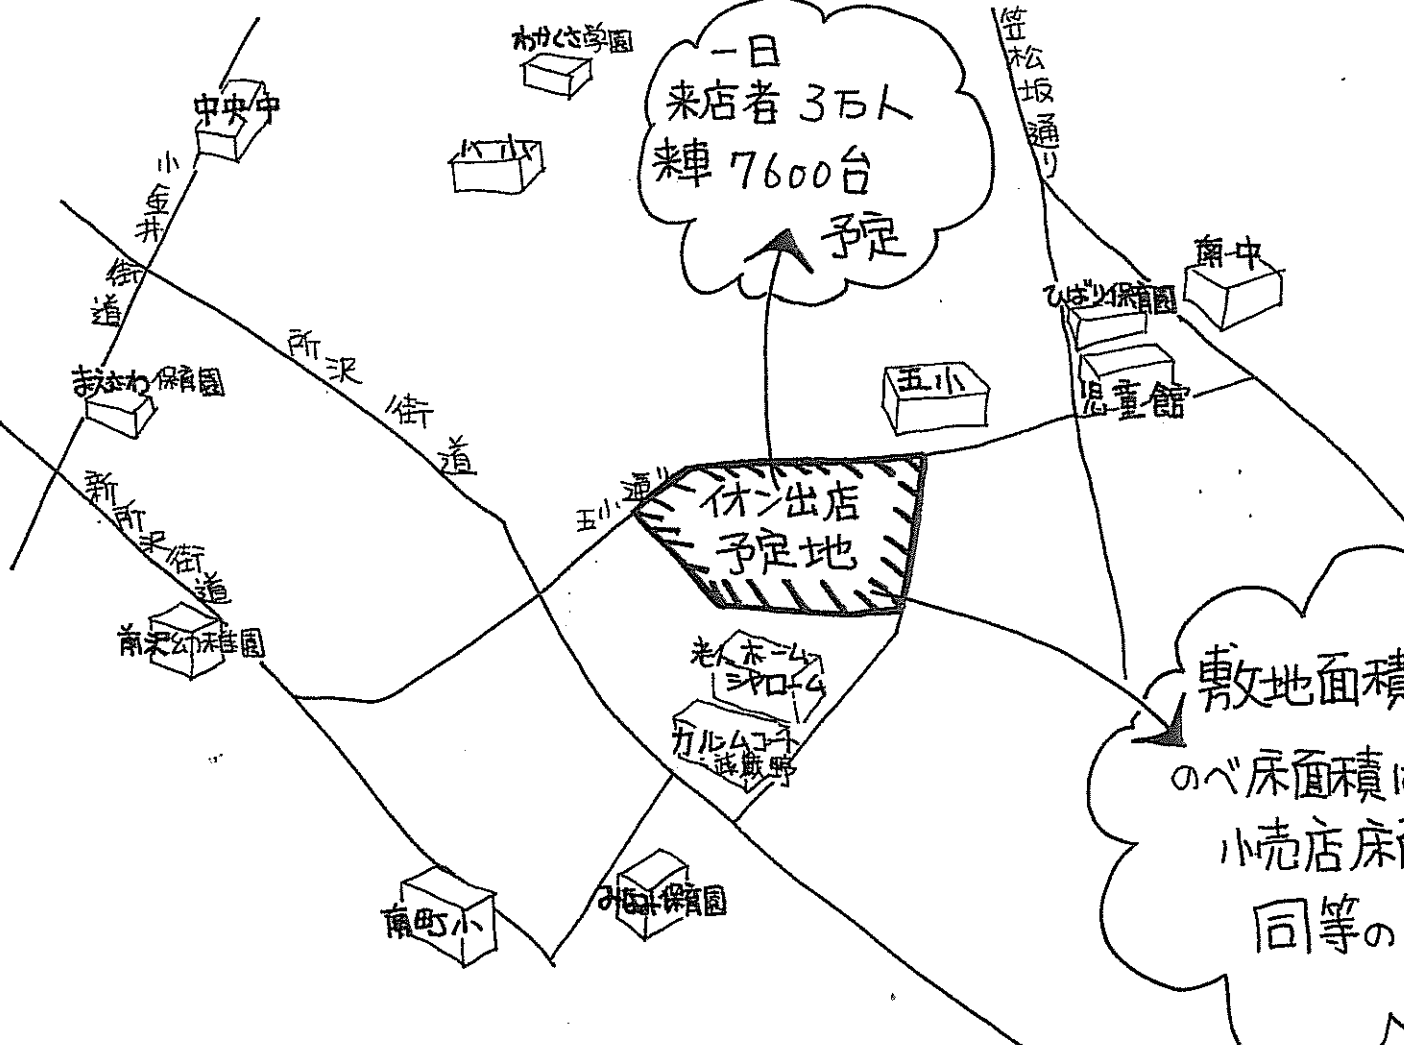 わかくさ学園
一日
来店者 3万人
来車 7600台
予定
笠松坂通り
中央中
八小
小金井街道
南中
ひばり保育園
所沢街道
まえさわ保育園
五小
児童館
新所沢街道
五小通り
イオン出店
予定地
南沢幼稚園
老人ホーム
シャローム
カルムコート
武蔵野
敷地面積
のべ床面積は
小売店床面
同等の
南町小
みなみ保育園